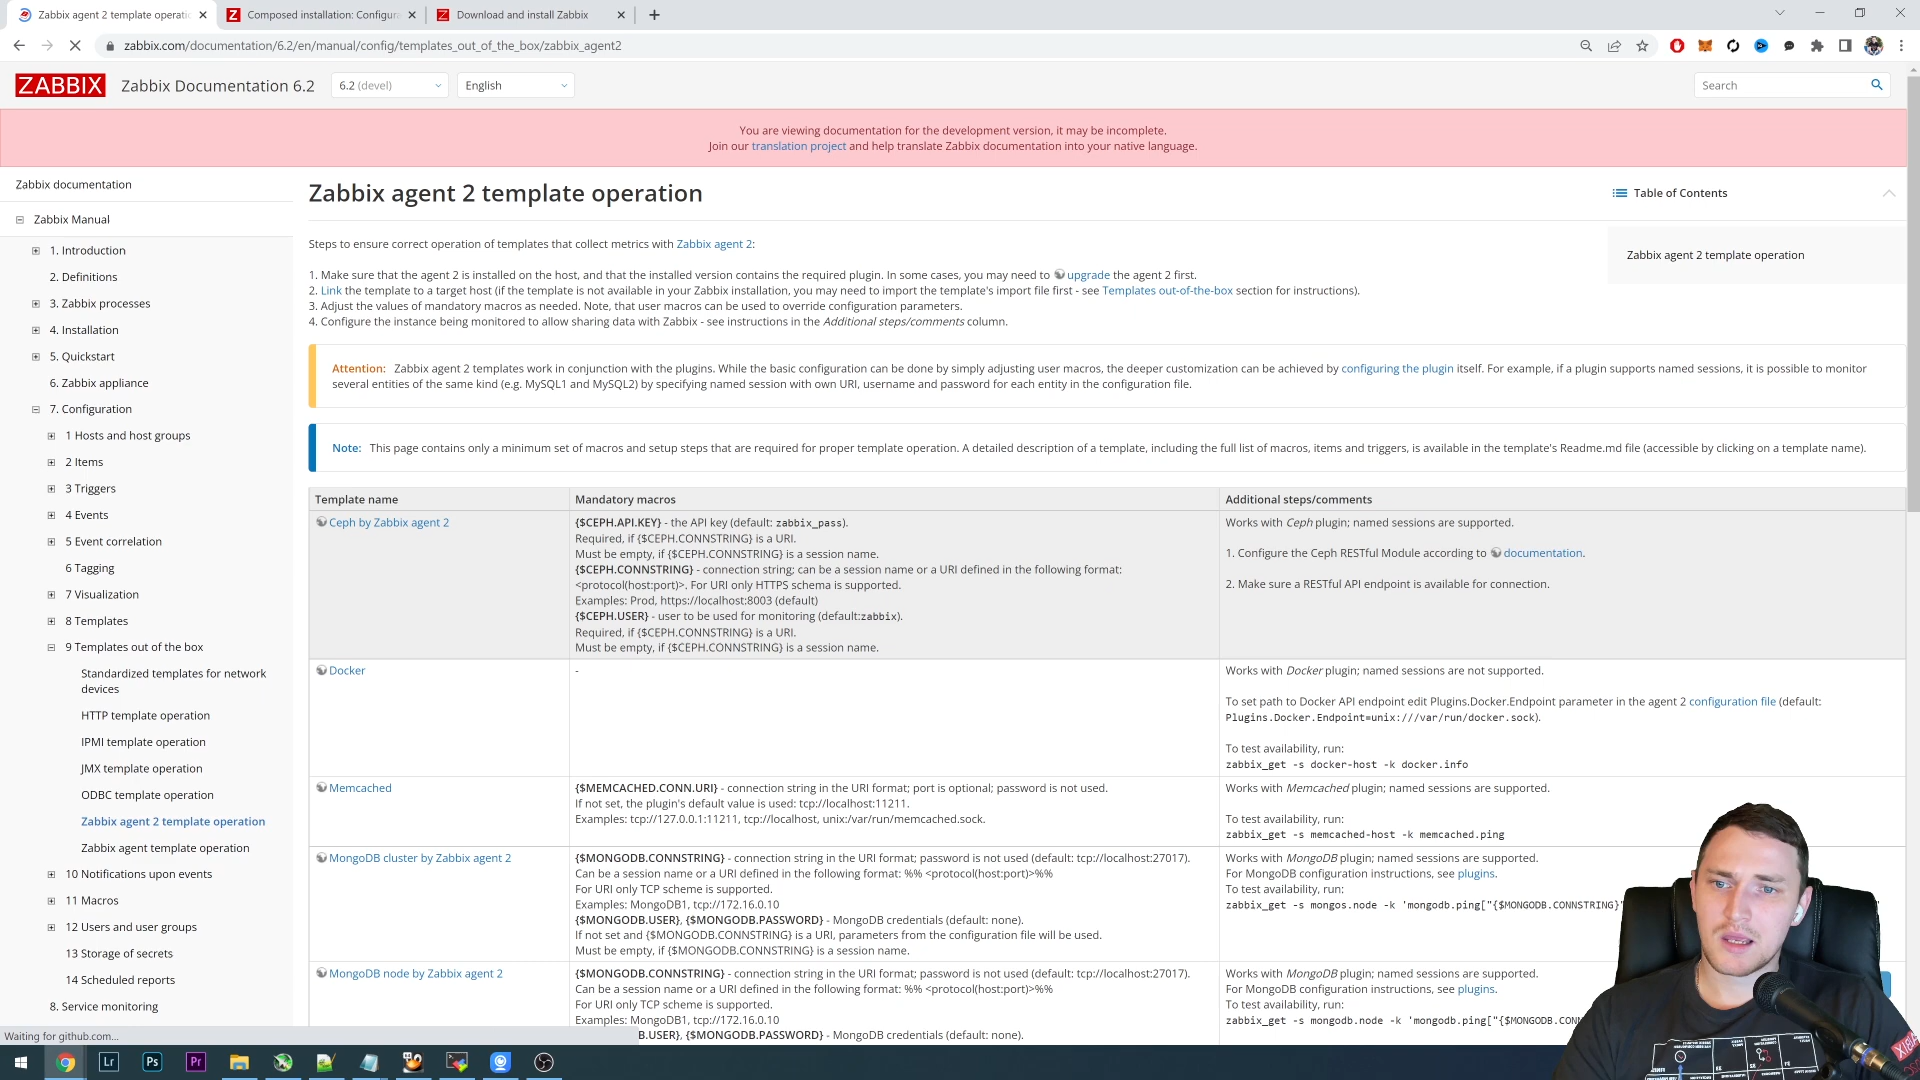 Zabbix agent 2 template operatio
Composed installation: Configura
Download and install Zabbix
zabbix.com/documentation/6.2/en/manual/config/templates_out_of_the_box/zabbix_agent2
ZABBIX
Zabbix Documentation 6.2
6.2 (devel)
English
Search
You are viewing documentation for the development version, it may be incomplete.
Join our translation project and help translate Zabbix documentation into your native language.
Zabbix documentation
Zabbix Manual
1. Introduction
2. Definitions
3. Zabbix processes
4. Installation
5. Quickstart
6. Zabbix appliance
7. Configuration
1 Hosts and host groups
2 Items
3 Triggers
4 Events
5 Event correlation
6 Tagging
7 Visualization
8 Templates
9 Templates out of the box
Standardized templates for network
devices
HTTP template operation
IPMI template operation
JMX template operation
ODBC template operation
Zabbix agent 2 template operation
Zabbix agent template operation
10 Notifications upon events
11 Macros
12 Users and user groups
13 Storage of secrets
14 Scheduled reports
8. Service monitoring
Waiting for github.com...
Zabbix agent 2 template operation
Table of Contents
Zabbix agent 2 template operation
Steps to ensure correct operation of templates that collect metrics with Zabbix agent 2:
1. Make sure that the agent 2 is installed on the host, and that the installed version contains the required plugin. In some cases, you may need to upgrade the agent 2 first.
2. Link the template to a target host (if the template is not available in your Zabbix installation, you may need to import the template's import file first - see Templates out-of-the-box section for instructions).
3. Adjust the values of mandatory macros as needed. Note, that user macros can be used to override configuration parameters.
4. Configure the instance being monitored to allow sharing data with Zabbix - see instructions in the Additional steps/comments column.
Attention: Zabbix agent 2 templates work in conjunction with the plugins. While the basic configuration can be done by simply adjusting user macros, the deeper customization can be achieved by configuring the plugin itself. For example, if a plugin supports named sessions, it is possible to monitor
several entities of the same kind (e.g. MySQL1 and MySQL2) by specifying named session with own URI, username and password for each entity in the configuration file.
Note: This page contains only a minimum set of macros and setup steps that are required for proper template operation. A detailed description of a template, including the full list of macros, items and triggers, is available in the template's Readme.md file (accessible by clicking on a template name).
Template name
Mandatory macros
Additional steps/comments
Ceph by Zabbix agent 2
{$CEPH.API.KEY} - the API key (default: zabbix_pass).
Required, if {$CEPH.CONNSTRING} is a URI.
Must be empty, if {$CEPH.CONNSTRING} is a session name.
{$CEPH.CONNSTRING} - connection string; can be a session name or a URI defined in the following format:
<protocol(host:port)>. For URI only HTTPS schema is supported.
Examples: Prod, https://localhost:8003 (default)
{$CEPH.USER} - user to be used for monitoring (default:zabbix).
Required, if {$CEPH.CONNSTRING} is a URI.
Must be empty, if {$CEPH.CONNSTRING} is a session name.
Works with Ceph plugin; named sessions are supported.
1. Configure the Ceph RESTful Module according to documentation.
2. Make sure a RESTful API endpoint is available for connection.
Docker
-
Works with Docker plugin; named sessions are not supported.
To set path to Docker API endpoint edit Plugins.Docker.Endpoint parameter in the agent 2 configuration file (default:
Plugins.Docker.Endpoint=unix:///var/run/docker.sock).
To test availability, run:
zabbix_get -s docker-host -k docker.info
Memcached
{$MEMCACHED.CONN.URI} - connection string in the URI format; port is optional; password is not used.
If not set, the plugin's default value is used: tcp://localhost:11211.
Examples: tcp://127.0.0.1:11211, tcp://localhost, unix:/var/run/memcached.sock.
Works with Memcached plugin; named sessions are supported.
To test availability, run:
zabbix_get -s memcached-host -k memcached.ping
MongoDB cluster by Zabbix agent 2
{$MONGODB.CONNSTRING} - connection string in the URI format; password is not used (default: tcp://localhost:27017).
Can be a session name or a URI defined in the following format: %% <protocol(host:port)>%%
For URI only TCP scheme is supported.
Examples: MongoDB1, tcp://172.16.0.10
{$MONGODB.USER}, {$MONGODB.PASSWORD} - MongoDB credentials (default: none).
If not set and {$MONGODB.CONNSTRING} is a URI, parameters from the configuration file will be used.
Must be empty, if {$MONGODB.CONNSTRING} is a session name.
Works with MongoDB plugin; named sessions are supported.
For MongoDB configuration instructions, see plugins.
To test availability, run:
zabbix_get -s mongos.node -k 'mongodb.ping["{$MONGODB.CONNSTRING}"
MongoDB node by Zabbix agent 2
{$MONGODB.CONNSTRING} - connection string in the URI format; password is not used (default: tcp://localhost:27017).
Can be a session name or a URI defined in the following format: %% <protocol(host:port)>%%
For URI only TCP scheme is supported.
Examples: MongoDB1, tcp://172.16.0.10
B.USER}, {$MONGODB.PASSWORD} - MongoDB credentials (default: none).
Works with MongoDB plugin; named sessions are supported.
For MongoDB configuration instructions, see plugins.
To test availability, run:
zabbix_get -s mongodb.node -k 'mongodb.ping["{$MONGODB.CONN
Lr
Ps
Pr